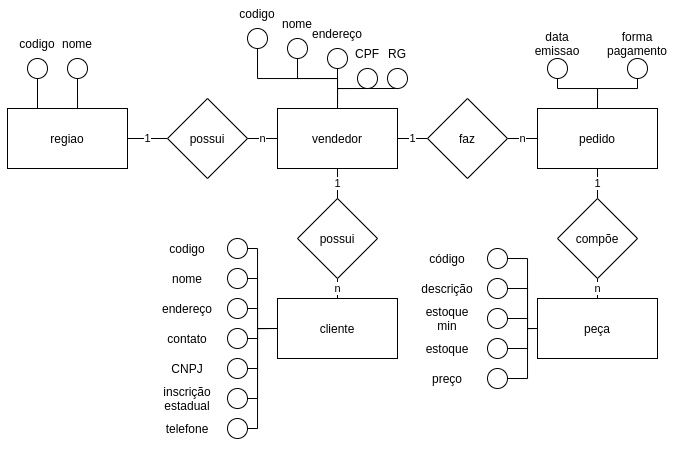 codigo
nome
endereço
CPF
RG
codigo
nome
data
emissao
forma
pagamento
regiao
1
possui
n
vendedor
1
faz
n
pedido
1
possui
n
cliente
codigo
nome
endereço
contato
CNPJ
inscrição
estadual
telefone
1
compõe
n
peça
código
descrição
estoque
min
estoque
preço